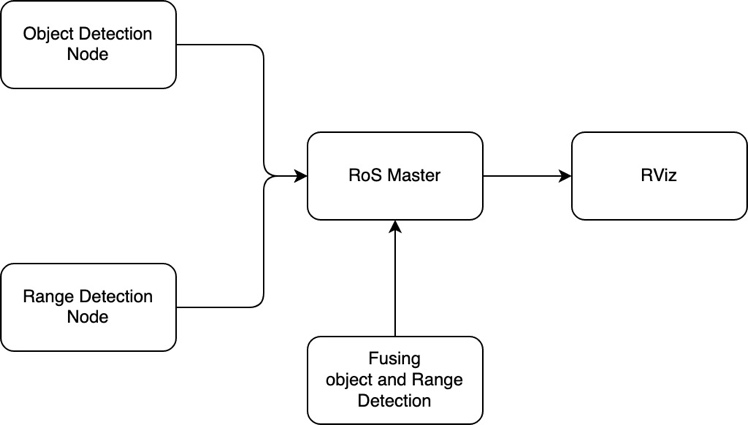 Object Detection
Node
RoS Master
RViz
Range Detection
Node
Fusing
object and Range
Detection